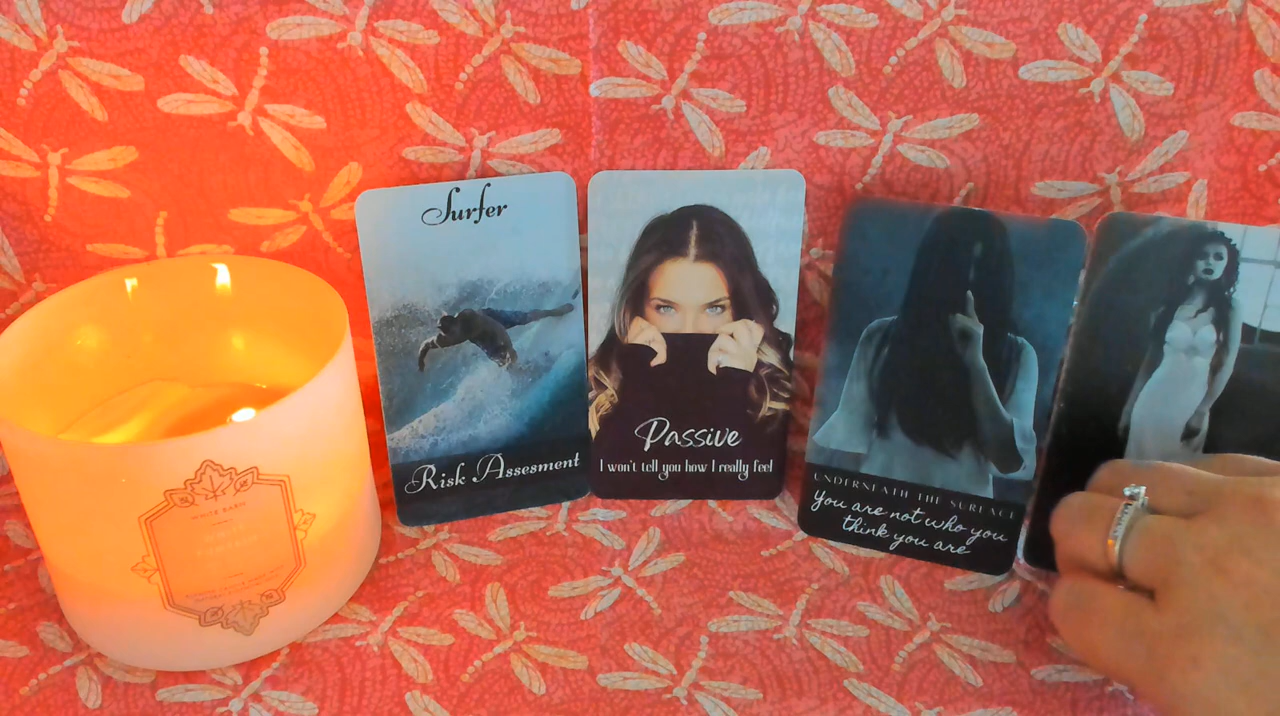 Surfer
Risk Assesment
Passive
I won't tell you how I really feel
UNDERNEATH THE SURFACE
You are not who you
think you are
WHITE BARN